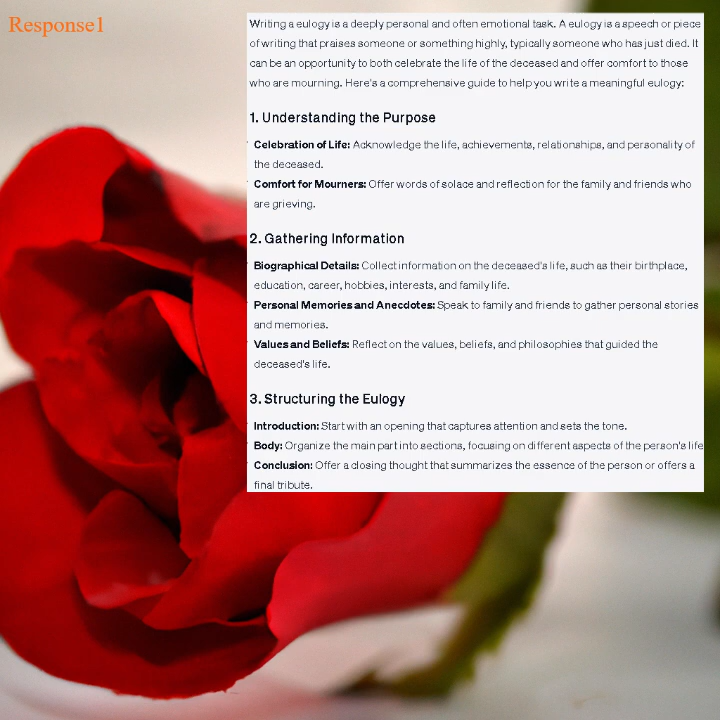 Response1
Writing a eulogy is a deeply personal and often emotional task. A eulogy is a speech or piece
of writing that praises someone or something highly, typically someone who has just died. It
can be an opportunity to both celebrate the life of the deceased and offer comfort to those
who are mourning. Here's a comprehensive guide to help you write a meaningful eulogy:
1. Understanding the Purpose
Celebration of Life: Acknowledge the life, achievements, relationships, and personality of
the deceased.
Comfort for Mourners: Offer words of solace and reflection for the family and friends who
are grieving.
2. Gathering Information
Biographical Details: Collect information on the deceased's life, such as their birthplace,
education, career, hobbies, interests, and family life.
Personal Memories and Anecdotes: Speak to family and friends to gather personal stories
and memories.
Values and Beliefs: Reflect on the values, beliefs, and philosophies that guided the
deceased's life.
3. Structuring the Eulogy
Introduction: Start with an opening that captures attention and sets the tone.
Body: Organize the main part into sections, focusing on different aspects of the person's life
Conclusion: Offer a closing thought that summarizes the essence of the person or offers a
final tribute.